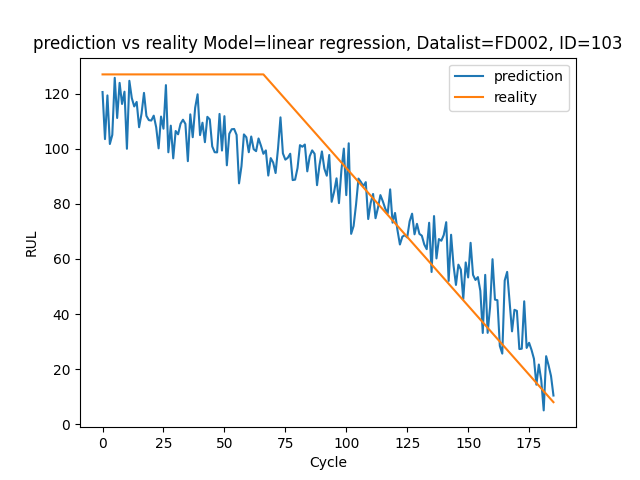 prediction vs reality Model=linear regression, Datalist=FD002, ID=103
prediction
reality
RUL
120
100
80
60
40
20
0
0 25 50 75 100 125 150 175
Cycle